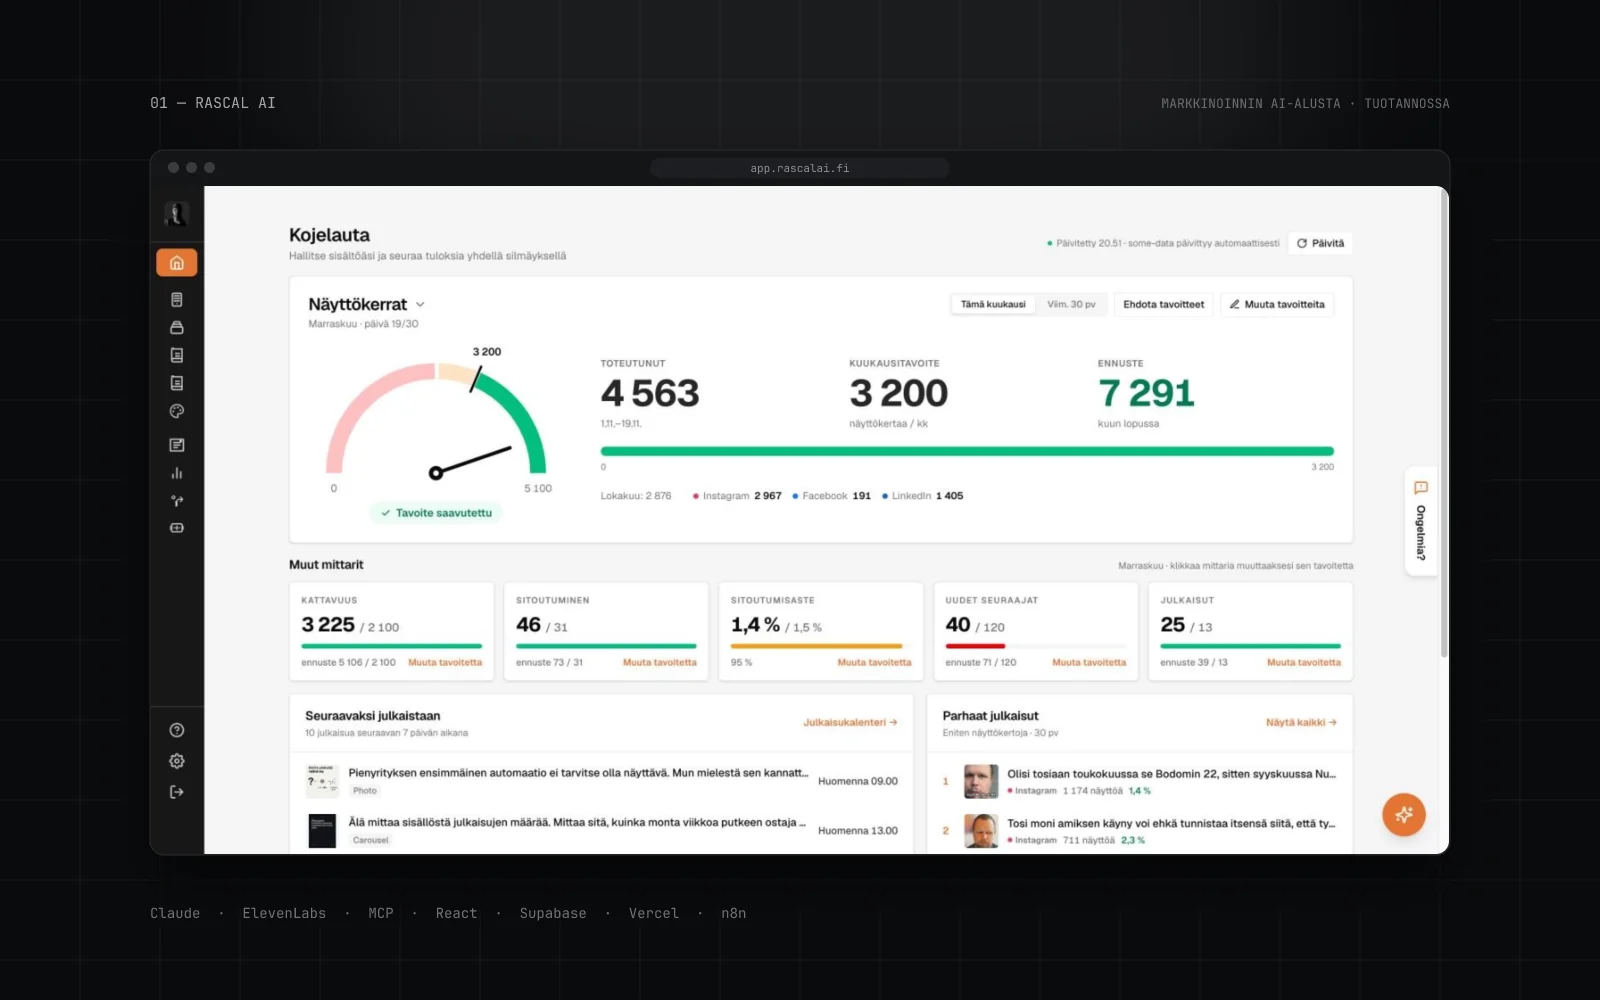 01 — RASCAL AI
MARKKINOINNIN AI-ALUSTA · TUOTANNOSSA
app.rascalai.fi
Kojelauta
Hallitse sisältöäsi ja seuraa tuloksia yhdellä silmäyksellä
Päivitetty 20.51 · some-data päivittyy automaattisesti
Päivitä
Näyttökerrat
Marraskuu · päivä 19/30
Tämä kuukausi
Viim. 30 pv
Ehdota tavoitteet
Muuta tavoitteita
3 200
0
5 100
Tavoite saavutettu
TOTEUTUNUT
4 563
1.11.–19.11.
KUUKAUSITAVOITE
3 200
näyttökertaa / kk
ENNUSTE
7 291
kuun lopussa
0
3 200
Lokakuu: 2 876
Instagram 2 967
Facebook 191
LinkedIn 1 405
Ongelmia?
Muut mittarit
Marraskuu · klikkaa mittaria muuttaaksesi sen tavoitetta
KATTAVUUS
3 225 / 2 100
ennuste 5 106 / 2 100
Muuta tavoitetta
SITOUTUMINEN
46 / 31
ennuste 73 / 31
Muuta tavoitetta
SITOUTUMISASTE
1,4 % / 1,5 %
95 %
Muuta tavoitetta
UUDET SEURAAJAT
40 / 120
ennuste 71 / 120
Muuta tavoitetta
JULKAISUT
25 / 13
ennuste 39 / 13
Muuta tavoitetta
Seuraavaksi julkaistaan
10 julkaisua seuraavan 7 päivän aikana
Julkaisukalenteri →
Pienyrityksen ensimmäinen automaatio ei tarvitse olla näyttävä. Mun mielestä sen kannatt...
Photo
Huomenna 09.00
Älä mittaa sisällöstä julkaisujen määrää. Mittaa sitä, kuinka monta viikkoa putkeen ostaja ...
Carousel
Huomenna 13.00
Parhaat julkaisut
Eniten näyttökertoja · 30 pv
Näytä kaikki →
1
Olisi tosiaan toukokuussa se Bodomin 22, sitten syyskuussa Nu...
Instagram 1 174 näyttöä 1,4 %
2
Tosi moni amiksen käyny voi ehkä tunnistaa itsensä siitä, että ty...
Instagram 711 näyttöä 2,3 %
Claude · ElevenLabs · MCP · React · Supabase · Vercel · n8n